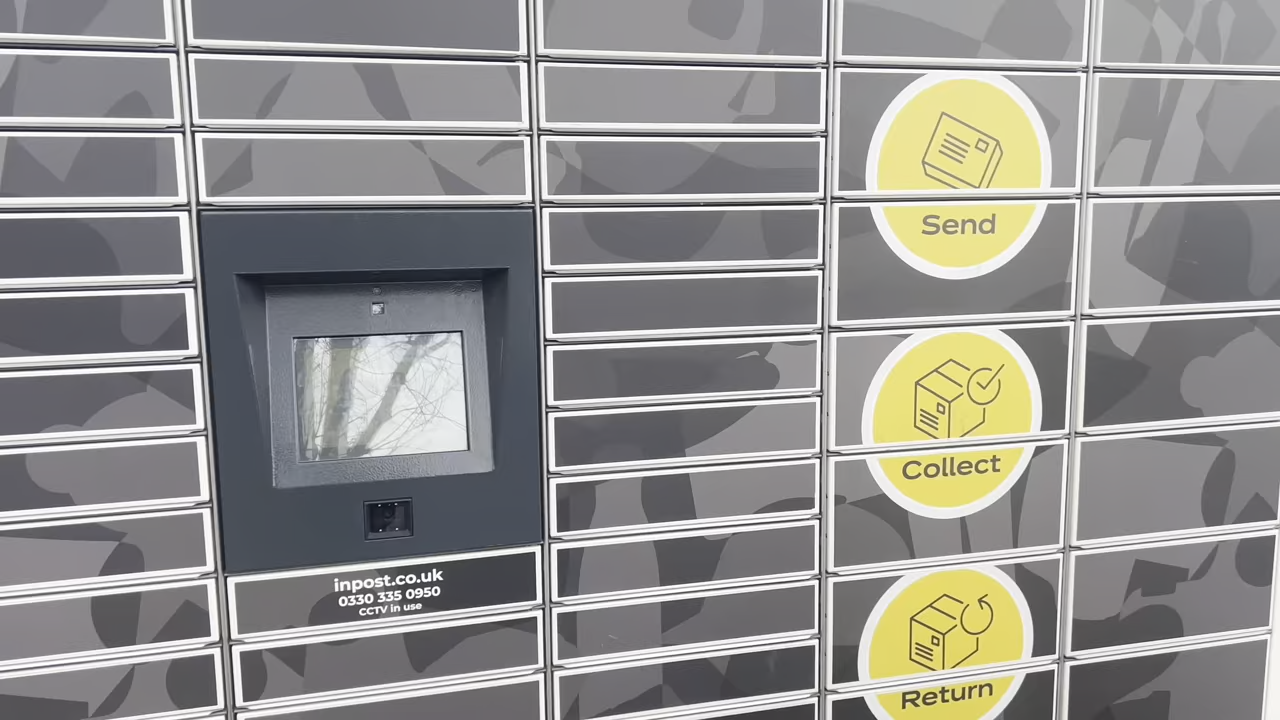 Send
Collect
inpost.co.uk
0330 335 0950
CCTV in use
Return